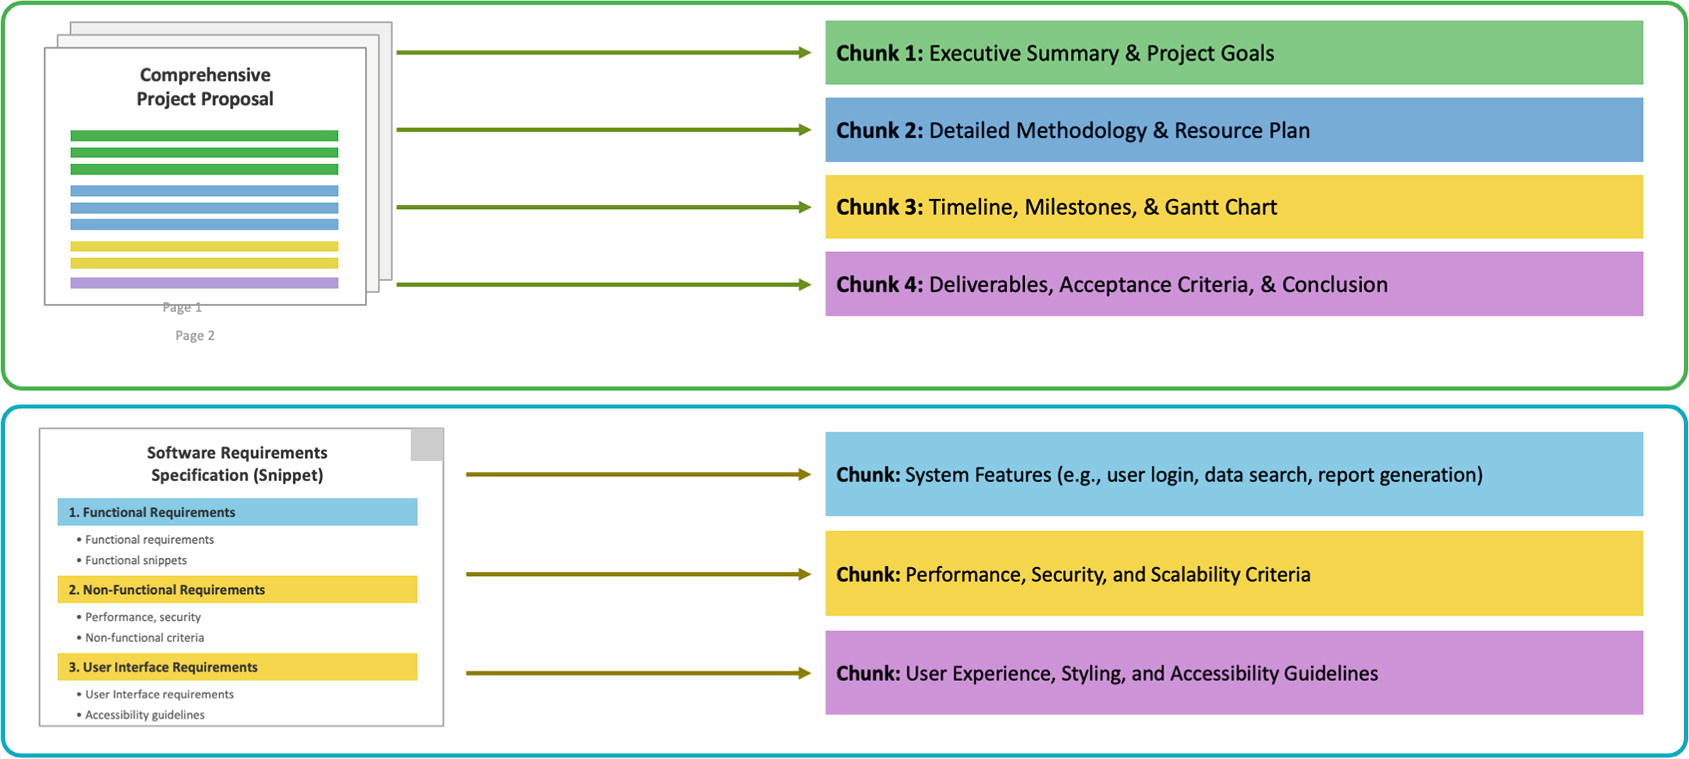 Comprehensive
Project Proposal
Page 1
Page 2
Chunk 1: Executive Summary & Project Goals
Chunk 2: Detailed Methodology & Resource Plan
Chunk 3: Timeline, Milestones, & Gantt Chart
Chunk 4: Deliverables, Acceptance Criteria, & Conclusion
Software Requirements
Specification (Snippet)
1. Functional Requirements
• Functional requirements
• Functional snippets
2. Non-Functional Requirements
• Performance, security
• Non-functional criteria
3. User Interface Requirements
• User Interface requirements
• Accessibility guidelines
Chunk: System Features (e.g., user login, data search, report generation)
Chunk: Performance, Security, and Scalability Criteria
Chunk: User Experience, Styling, and Accessibility Guidelines